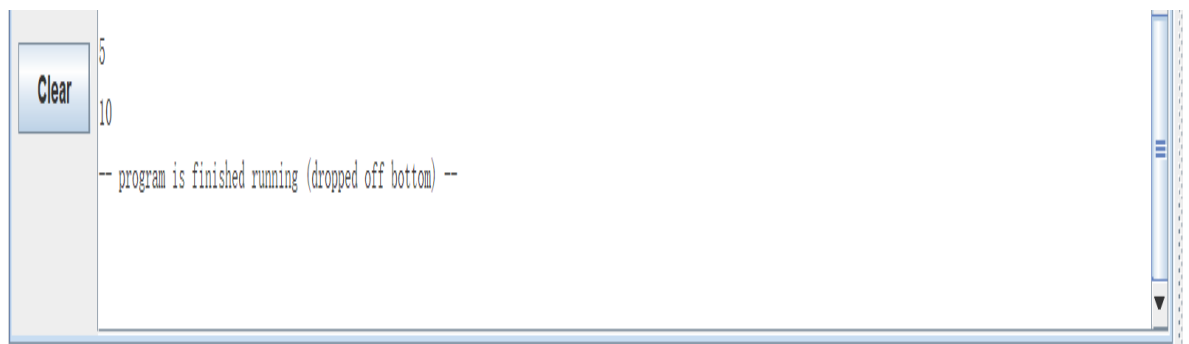 5
Clear
10
-- program is finished running (dropped off bottom) --